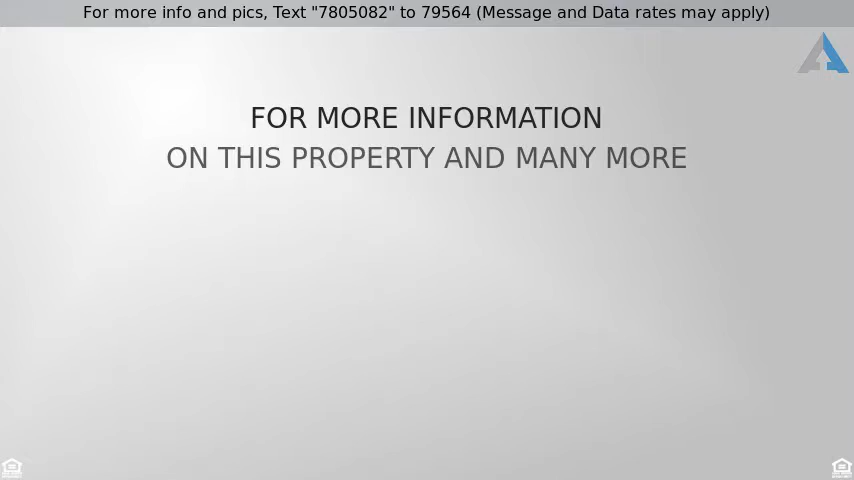 For more info and pics, Text "7805082" to 79564 (Message and Data rates may apply)
FOR MORE INFORMATION
ON THIS PROPERTY AND MANY MORE